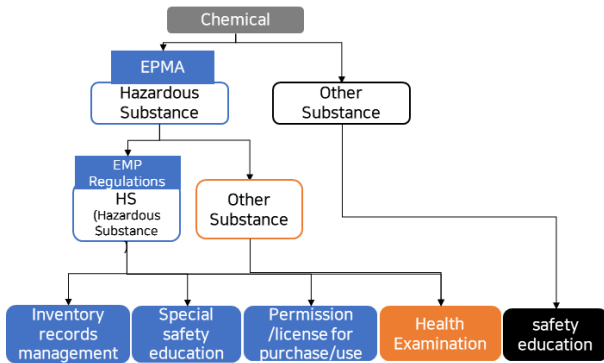 Chemical
EPMA
Hazardous
Substance
Other
Substance
EMP
Regulations
HS
(Hazardous
Substance
)
Other
Substance
Inventory
records
management
Special
safety
education
Permission
/license for
purchase/use
Health
Examination
safety
education